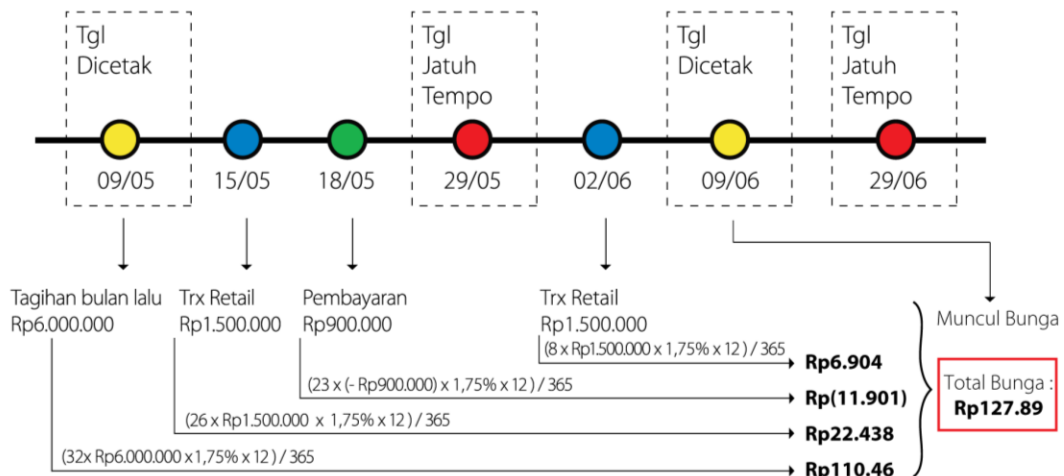 Tgl
Dicetak
Tgl
Jatuh
Tempo
Tgl
Dicetak
Tgl
Jatuh
Tempo
09/05
15/05
18/05
29/05
02/06
09/06
29/06
Tagihan bulan lalu
Rp6.000.000
Trx Retail
Rp1.500.000
Pembayaran
Rp900.000
Trx Retail
Rp1.500.000
Muncul Bunga
(8 x Rp1.500.000 x 1,75% x 12 ) / 365
Rp6.904
(23 x (- Rp900.000) x 1,75% x 12 ) / 365
Rp(11.901)
(26 x Rp1.500.000 x 1,75% x 12 ) / 365
Rp22.438
(32x Rp6.000.000 x 1,75% x 12 ) / 365
Rp110.46
Total Bunga :
Rp127.89